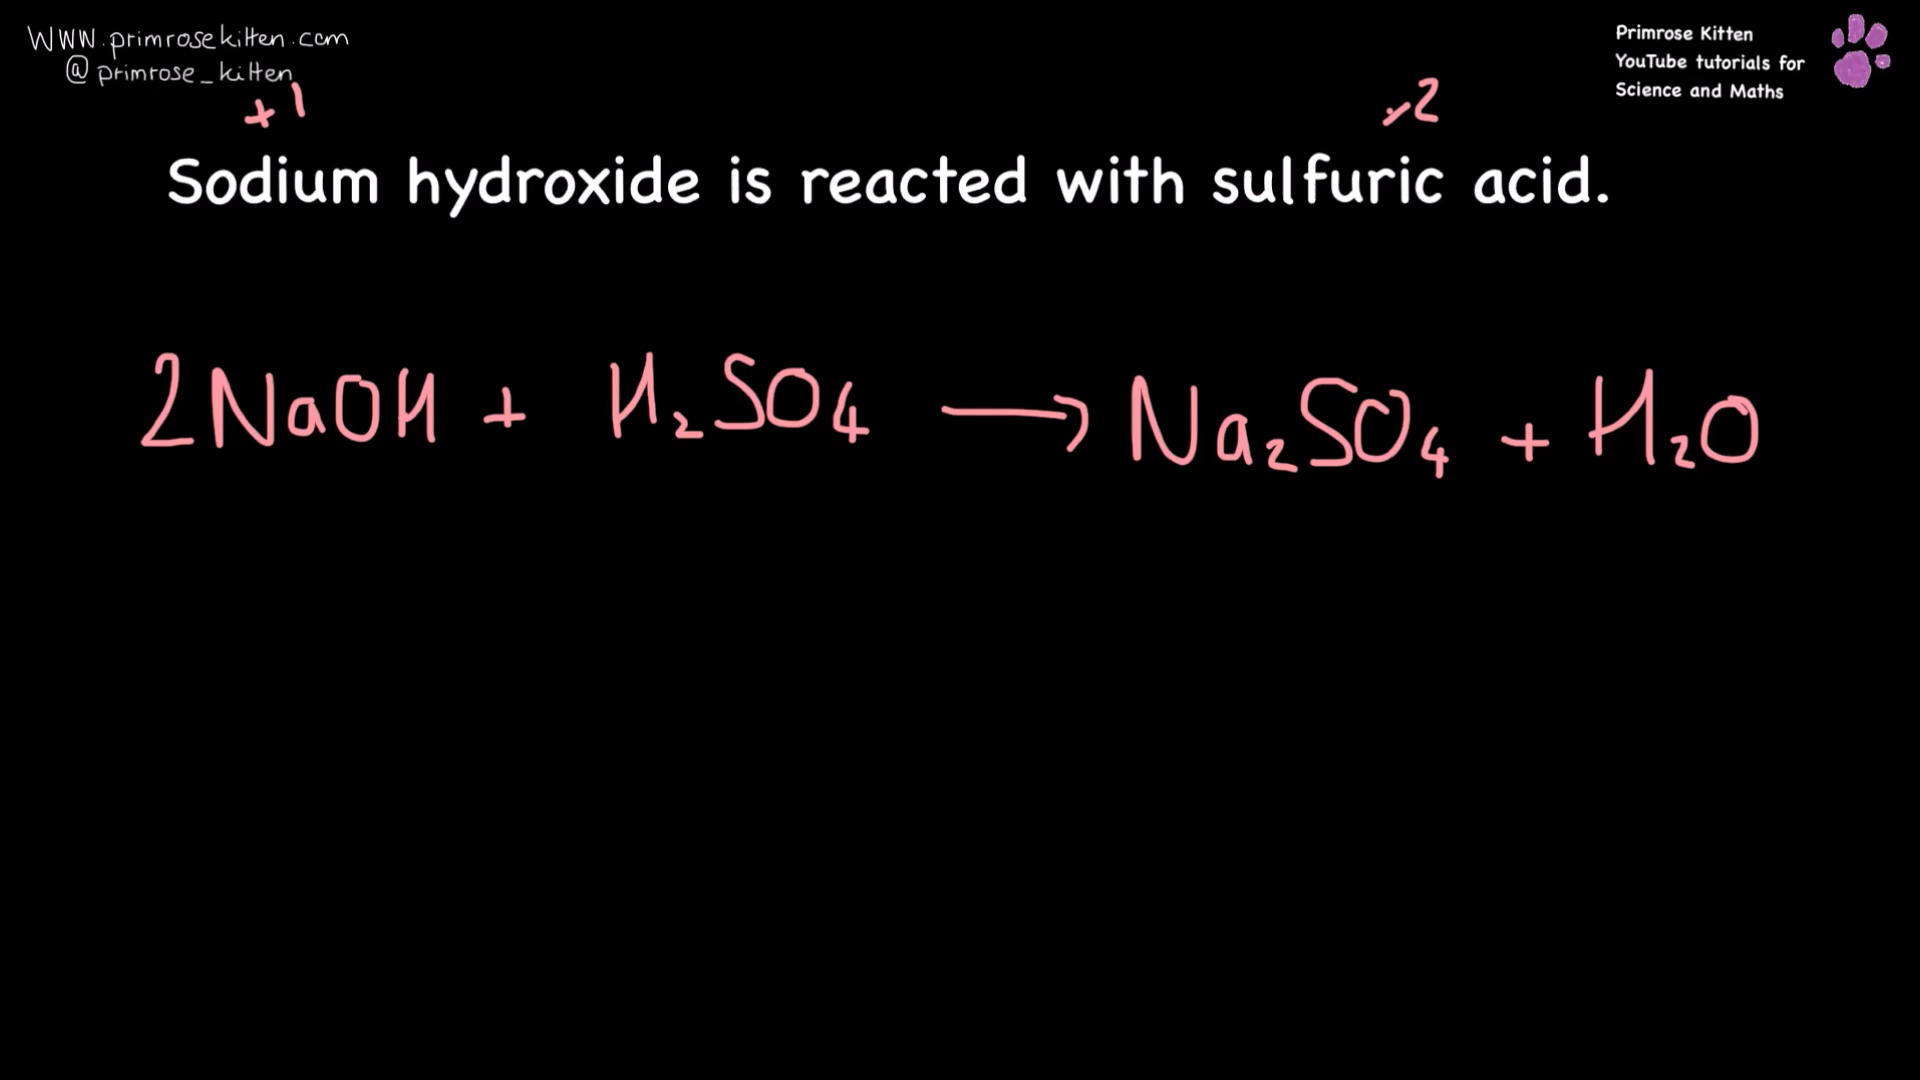 www.primrosekitten.com
@primrose_kitten
Primrose Kitten
YouTube tutorials for
Science and Maths
+1
-2
Sodium hydroxide is reacted with sulfuric acid.
2NaOH + H₂SO₄ → Na₂SO₄ + H₂O